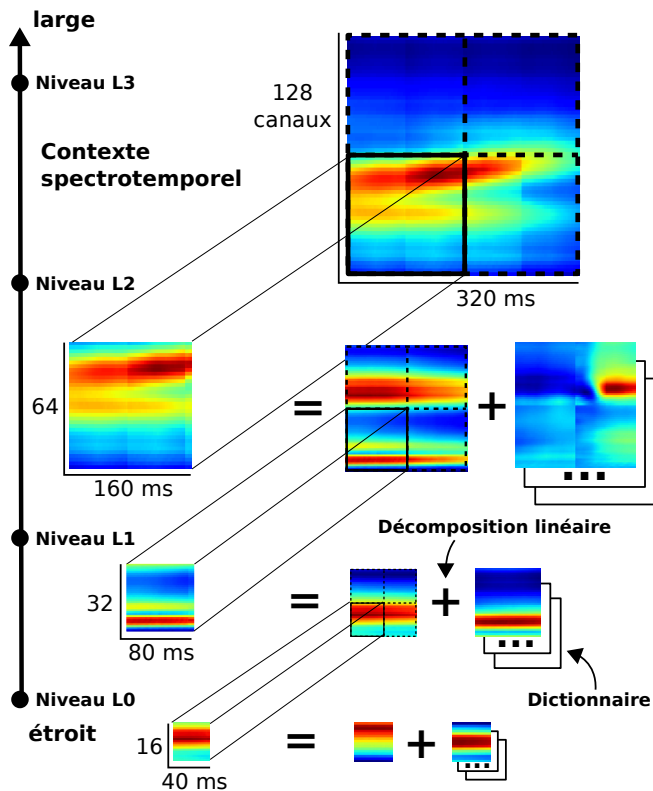 large
Niveau L3
128
canaux
Contexte
spectrotemporel
Niveau L2
320 ms
64
=
+
160 ms
...
Décomposition linéaire
Niveau L1
32
=
+
80 ms
...
Dictionnaire
Niveau L0
étroit
16
=
+
40 ms
...